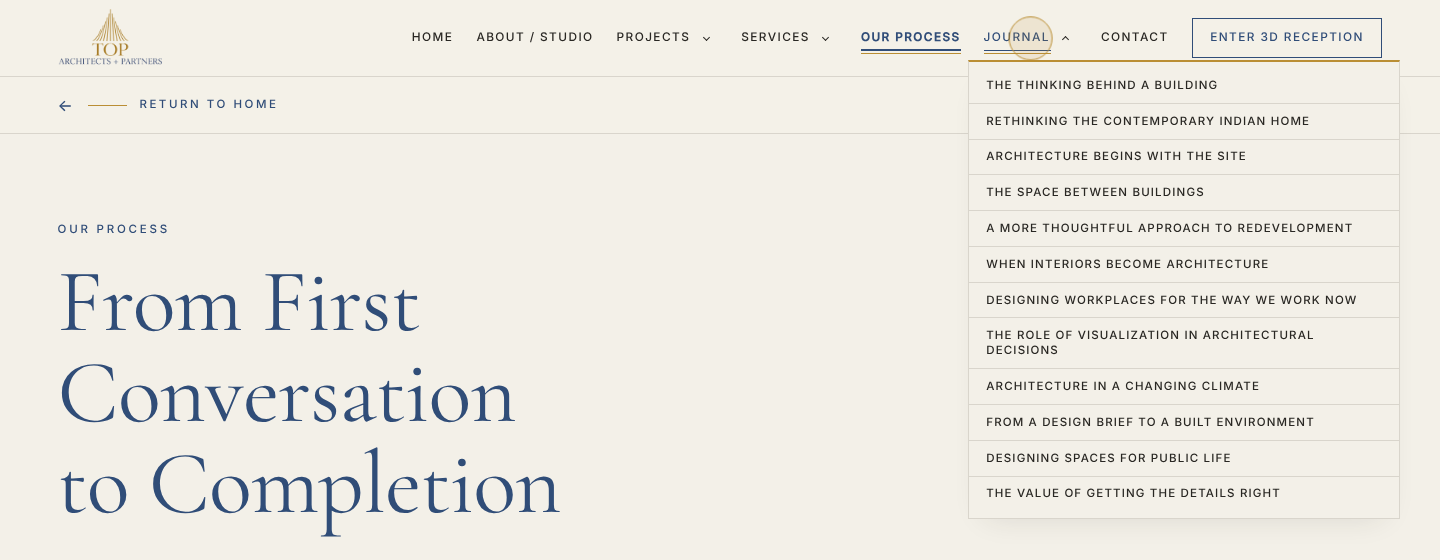 TOP
ARCHITECTS + PARTNERS
HOME
ABOUT / STUDIO
PROJECTS
SERVICES
OUR PROCESS
JOURNAL
CONTACT
ENTER 3D RECEPTION
RETURN TO HOME
THE THINKING BEHIND A BUILDING
RETHINKING THE CONTEMPORARY INDIAN HOME
ARCHITECTURE BEGINS WITH THE SITE
THE SPACE BETWEEN BUILDINGS
A MORE THOUGHTFUL APPROACH TO REDEVELOPMENT
WHEN INTERIORS BECOME ARCHITECTURE
DESIGNING WORKPLACES FOR THE WAY WE WORK NOW
THE ROLE OF VISUALIZATION IN ARCHITECTURAL
DECISIONS
ARCHITECTURE IN A CHANGING CLIMATE
FROM A DESIGN BRIEF TO A BUILT ENVIRONMENT
DESIGNING SPACES FOR PUBLIC LIFE
THE VALUE OF GETTING THE DETAILS RIGHT
OUR PROCESS
From First
Conversation
to Completion